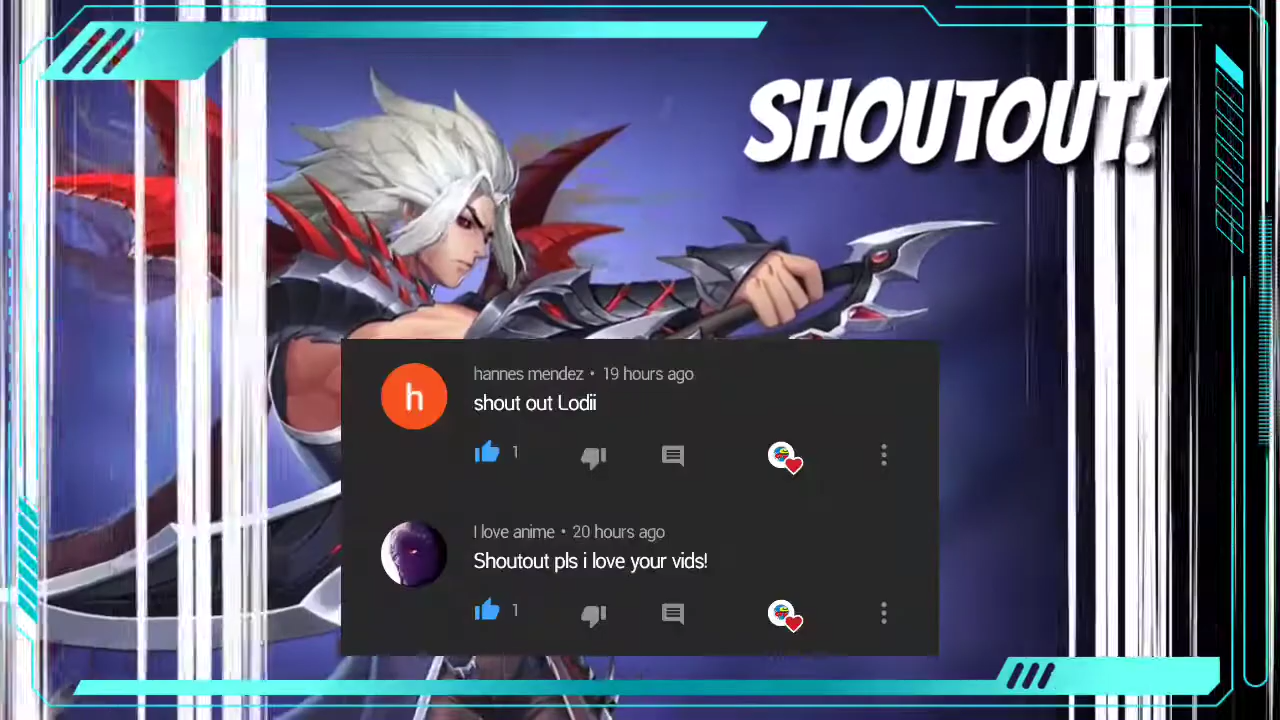 SHOUTOUT!
h
hannes mendez • 19 hours ago
shout out Lodii
1
I love anime • 20 hours ago
Shoutout pls i love your vids!
1